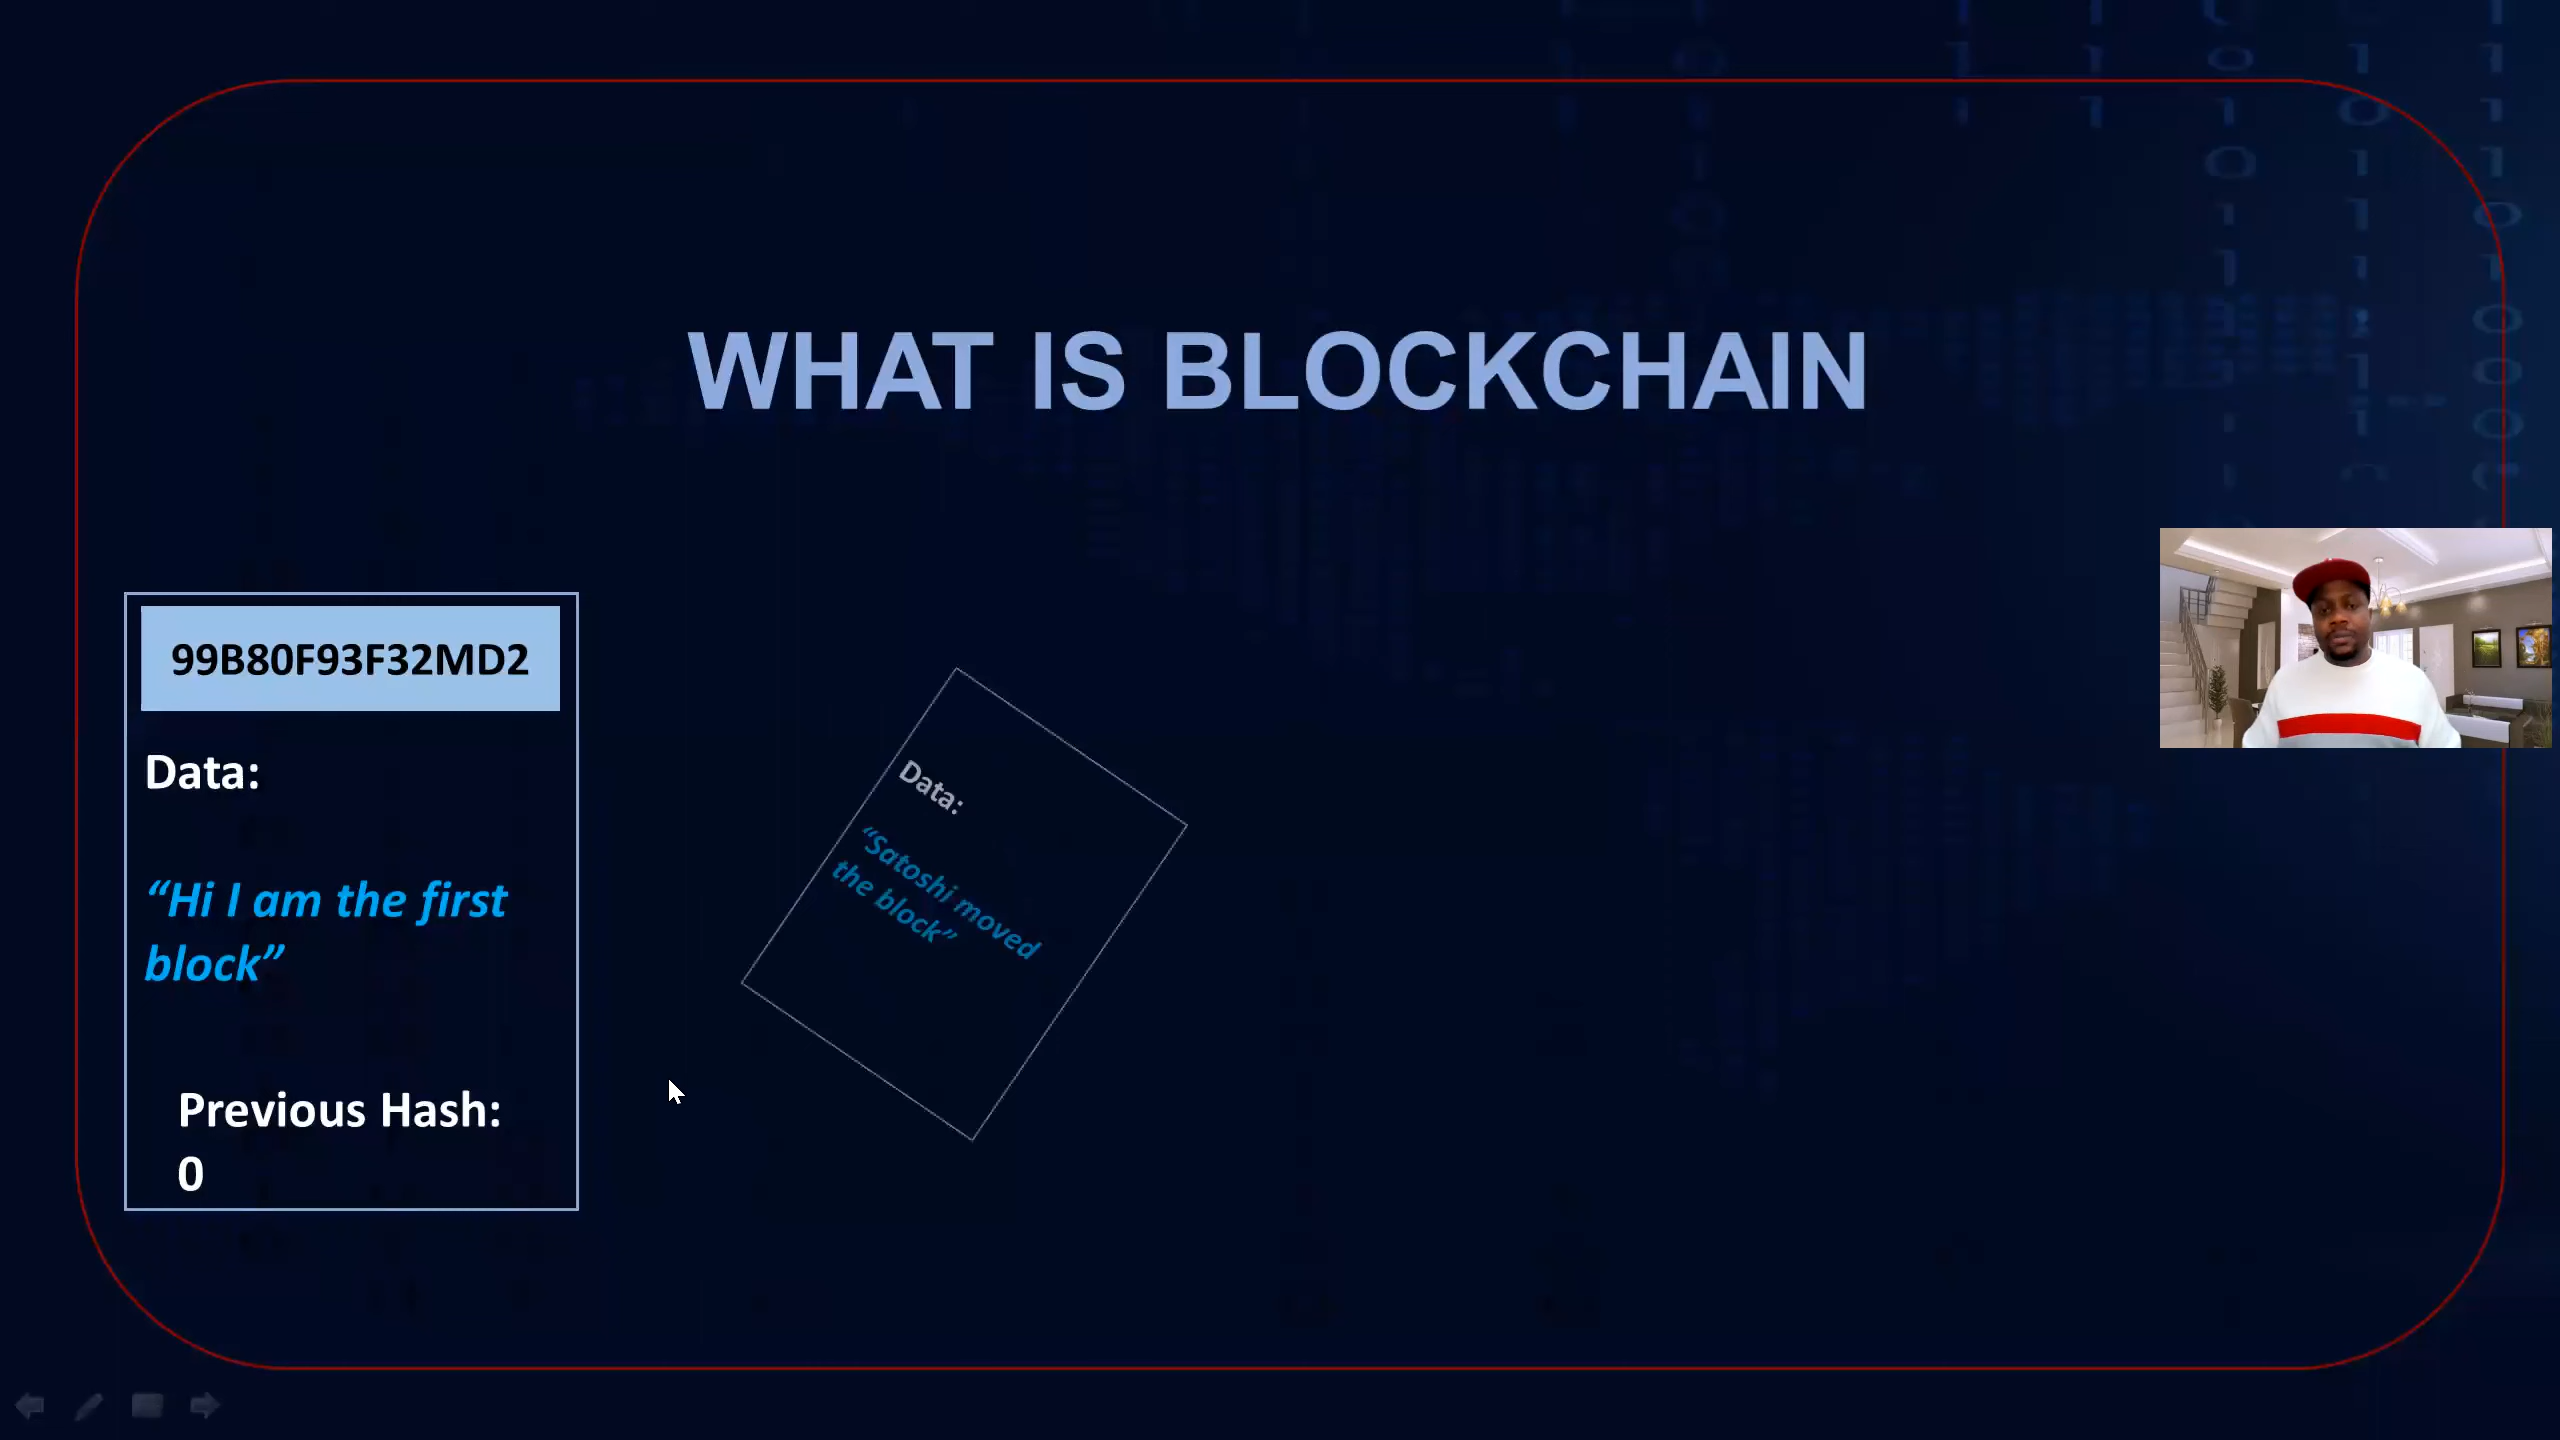 WHAT IS BLOCKCHAIN
99B80F93F32MD2
Data:
“Hi I am the first
block”
Previous Hash:
0
Data:
“Satoshi moved
the block”